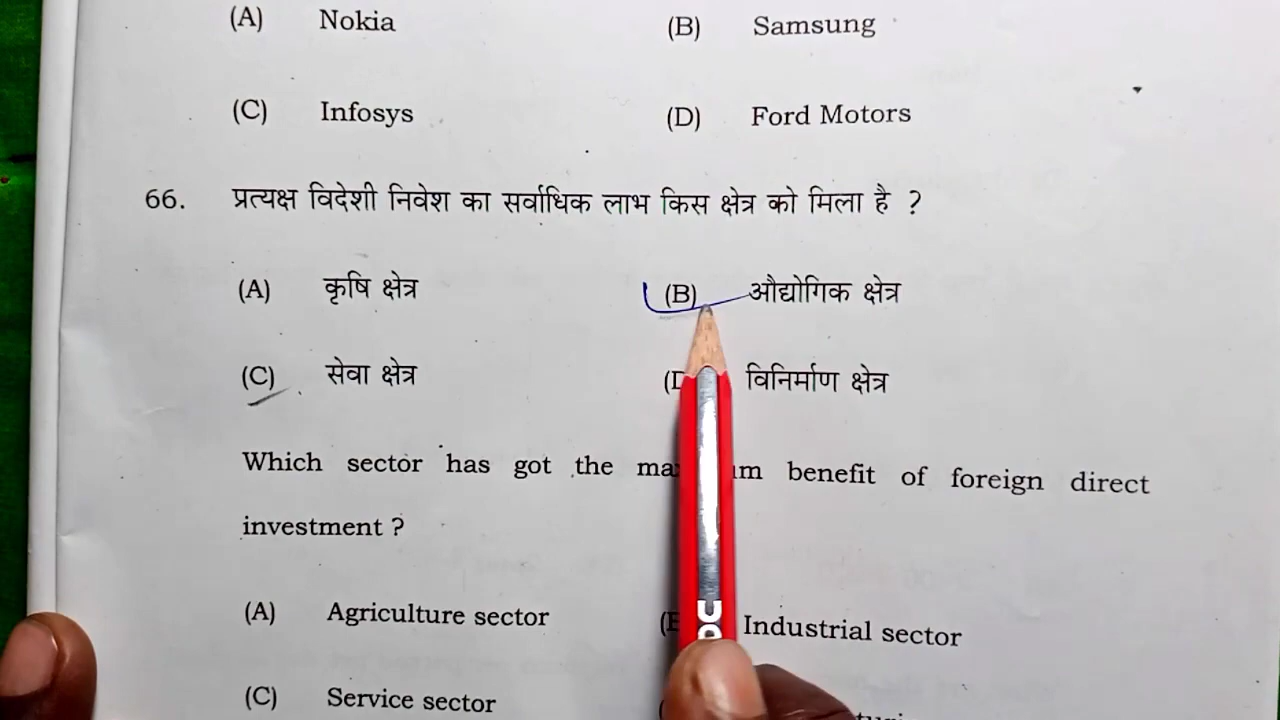 (A) Nokia (B) Samsung
(C) Infosys (D) Ford Motors
66. प्रत्यक्ष विदेशी निवेश का सर्वाधिक लाभ किस क्षेत्र को मिला है ?
(A) कृषि क्षेत्र (B) औद्योगिक क्षेत्र
(C) सेवा क्षेत्र विनिर्माण क्षेत्र
Which sector has got the benefit of foreign direct
investment ?
(A) Agriculture sector Industrial sector
(C) Service sector